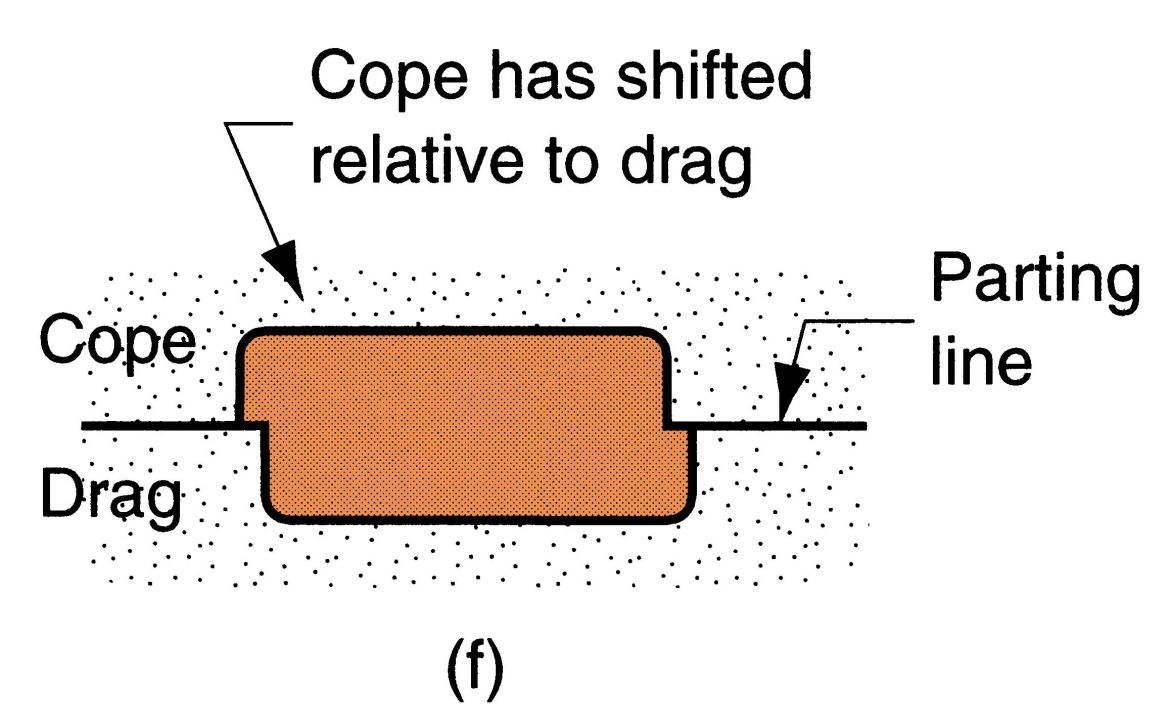 Cope has shifted
relative to drag
Parting
line
Cope
Drag
(f)